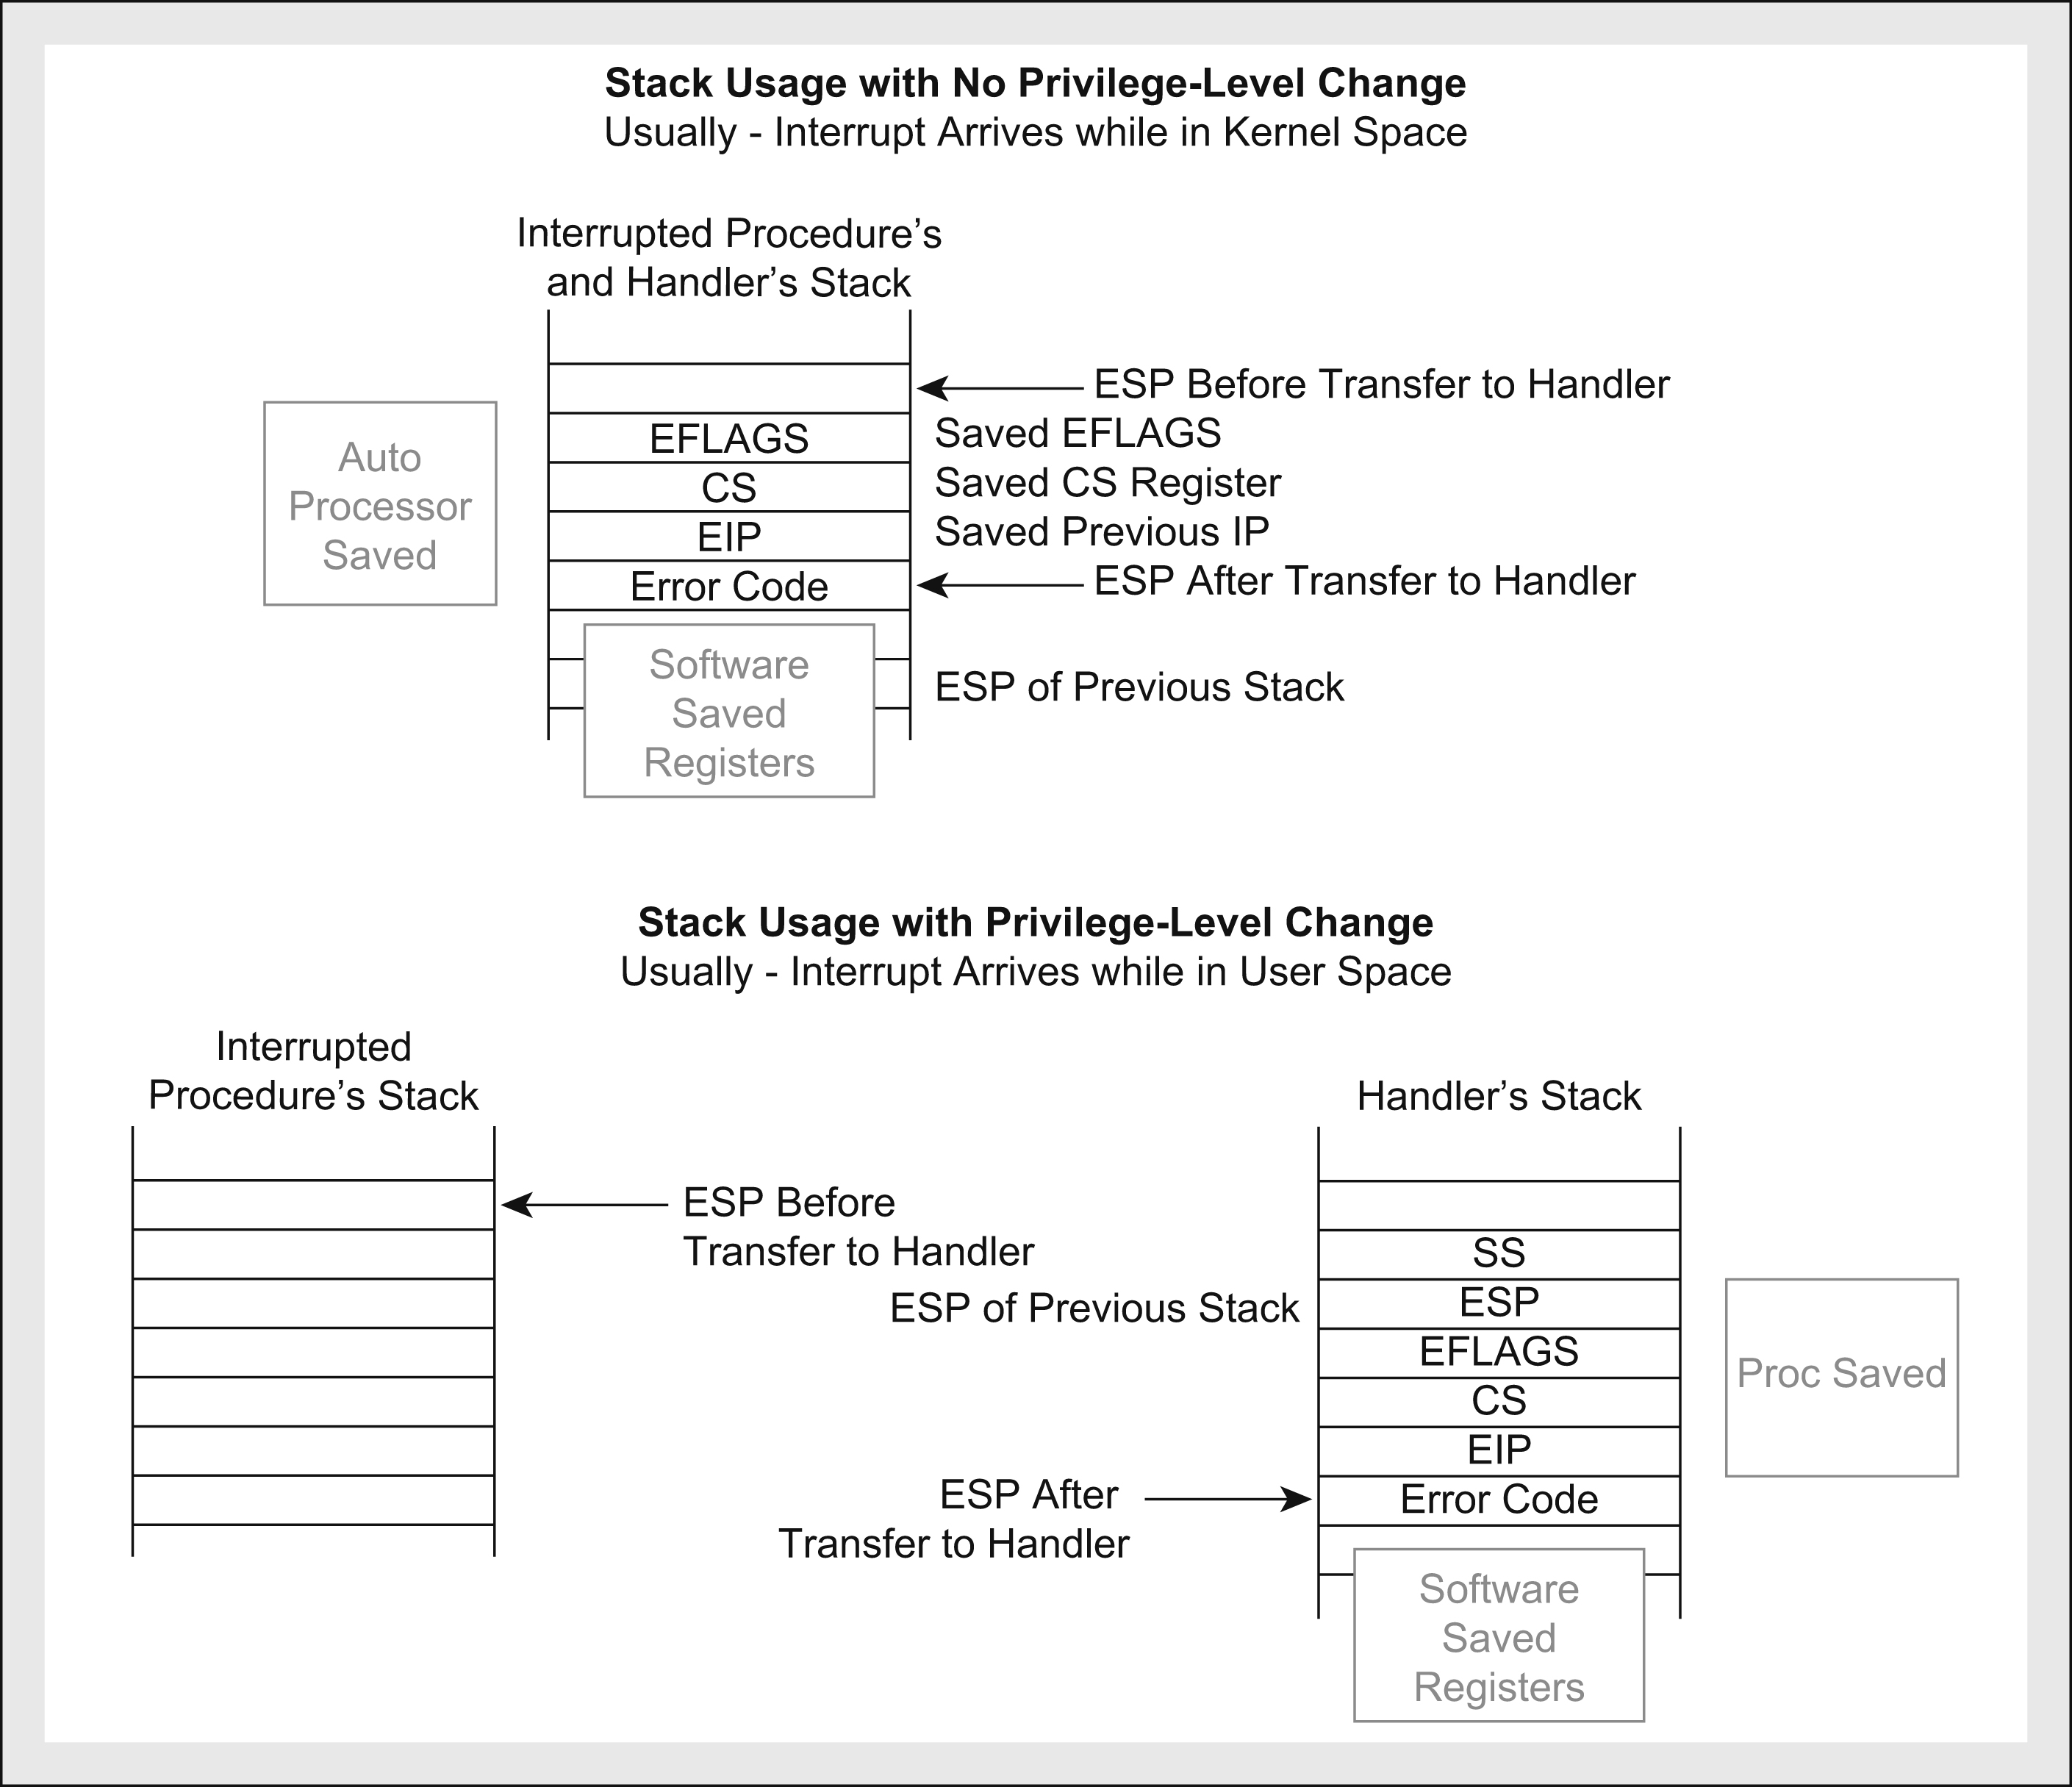 Stack Usage with No Privilege-Level Change
Usually - Interrupt Arrives while in Kernel Space
Interrupted Procedure’s
and Handler’s Stack
ESP Before Transfer to Handler
Auto
Processor
Saved
EFLAGS
Saved EFLAGS
CS
Saved CS Register
EIP
Saved Previous IP
Error Code
ESP After Transfer to Handler
Software
Saved
Registers
ESP of Previous Stack
Stack Usage with Privilege-Level Change
Usually - Interrupt Arrives while in User Space
Interrupted
Procedure’s Stack
ESP Before
Transfer to Handler
ESP of Previous Stack
ESP After
Transfer to Handler
Handler’s Stack
SS
ESP
EFLAGS
CS
EIP
Error Code
Proc Saved
Software
Saved
Registers